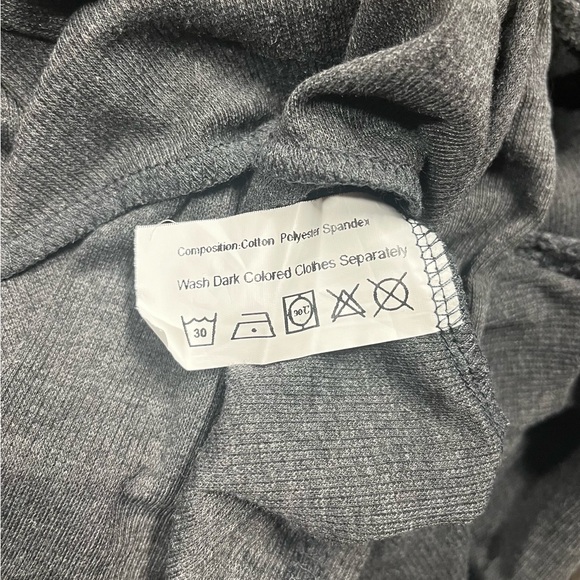 Composition:Cotton Polyester Spandex
Wash Dark Colored Clothes Separately
30